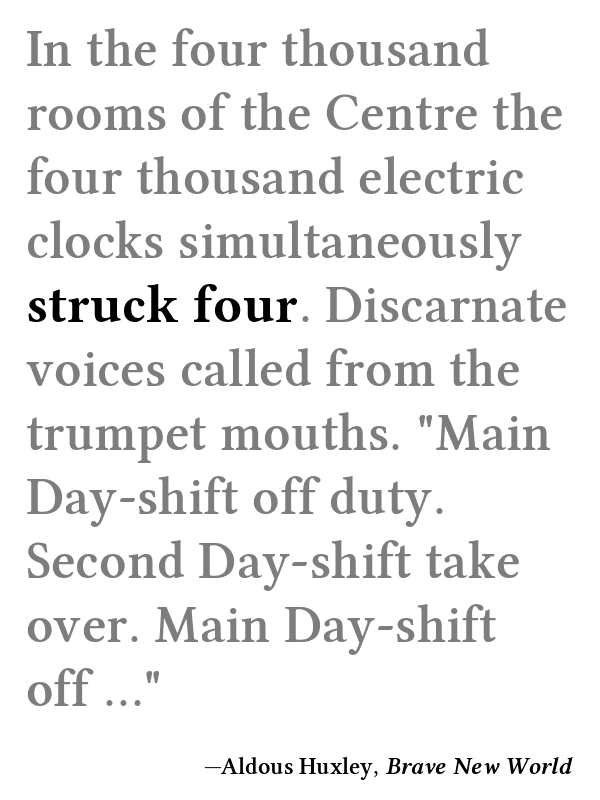 In the four thousand
rooms of the Centre the
four thousand electric
clocks simultaneously
struck four. Discarnate
voices called from the
trumpet mouths. "Main
Day-shift off duty.
Second Day-shift take
over. Main Day-shift
off …"
—Aldous Huxley, Brave New World